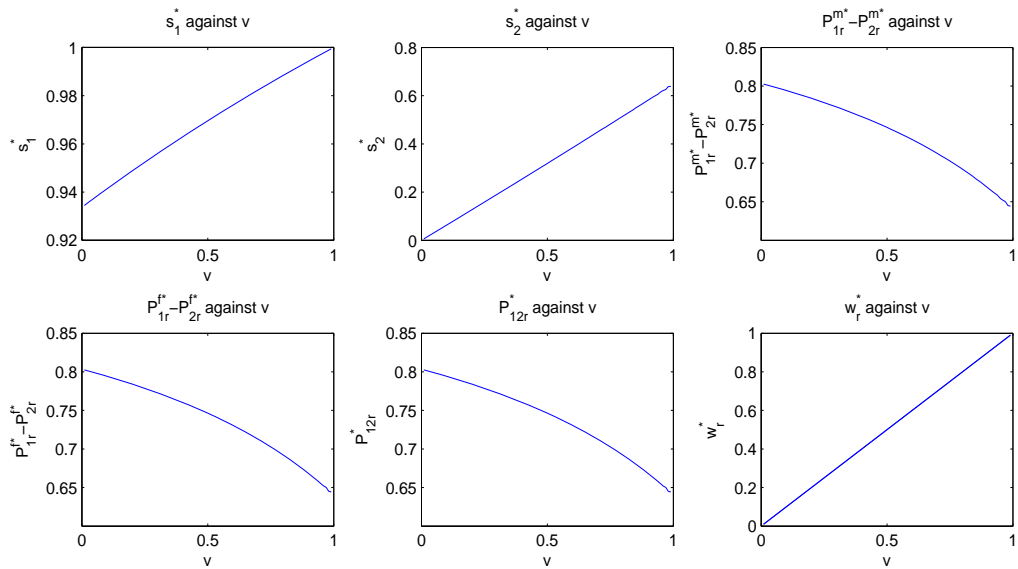 s₁* against v
1
0.98
0.96
0.94
0.92
s₁*
0
0.5
1
v
s₂* against v
0.8
0.6
0.4
0.2
0
s₂*
0
0.5
1
v
P₁ᵣᵐ*−P₂ᵣᵐ*
0.85
0.8
0.75
0.7
0.65
P₁ᵣᵐ*−P₂ᵣᵐ*
0
0.5
1
v
P₁ᵣᶠ*−P₂ᵣᶠ* against v
0.85
0.8
0.75
0.7
0.65
P₁ᵣᶠ*−P₂ᵣᶠ*
0
0.5
1
v
P₁₂ᵣ* against v
0.85
0.8
0.75
0.7
0.65
P₁₂ᵣ*
0
0.5
1
v
wᵣ* against v
1
0.8
0.6
0.4
0.2
0
wᵣ*
0
0.5
1
v